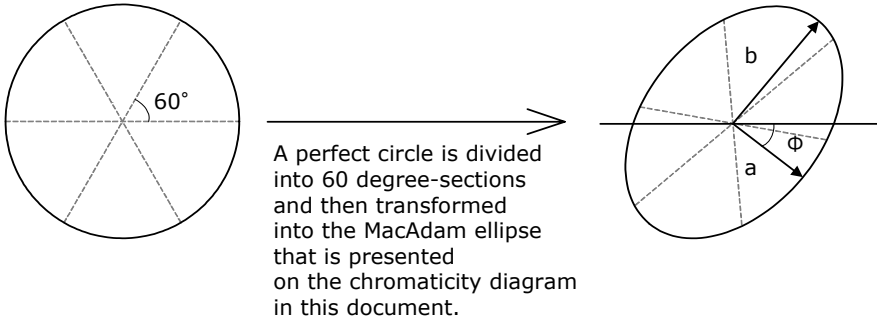 60°
A perfect circle is divided
into 60 degree-sections
and then transformed
into the MacAdam ellipse
that is presented
on the chromaticity diagram
in this document.
b
Φ
a